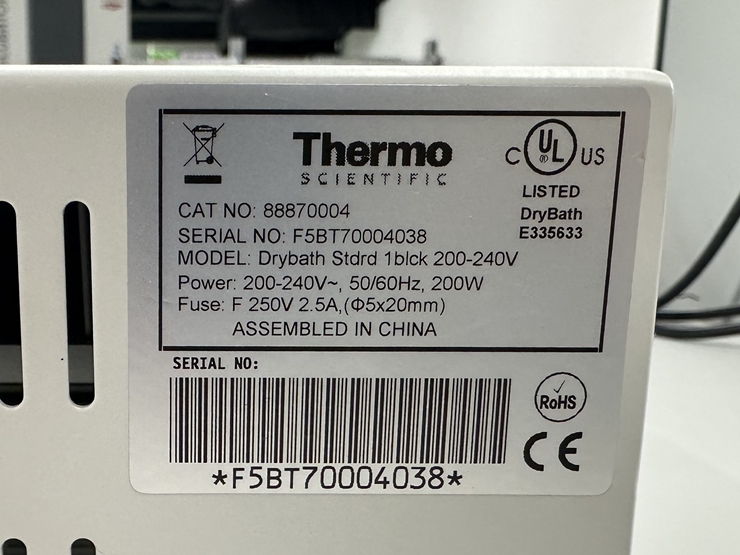 Thermo
SCIENTIFIC
C UL US
LISTED
DryBath
E335633
CAT NO: 88870004
SERIAL NO: F5BT70004038
MODEL: Drybath Stdrd 1blck 200-240V
Power: 200-240V~, 50/60Hz, 200W
Fuse: F 250V 2.5A,(Φ5x20mm)
ASSEMBLED IN CHINA
SERIAL NO:
*F5BT70004038*
RoHS
CE